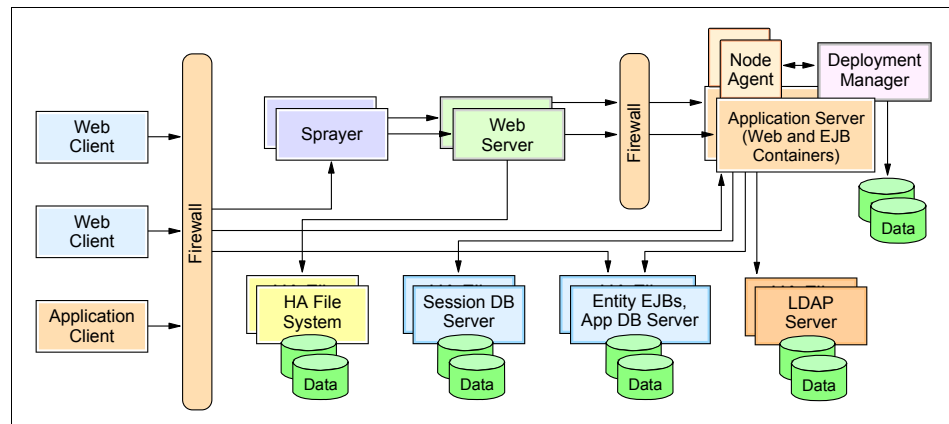 Web
Client
Web
Client
Application
Client
Firewall
Sprayer
Web
Server
Firewall
Node
Agent
Deployment
Manager
Application Server
(Web and EJB
Containers)
Data
HA File
System
Data
Session DB
Server
Data
Entity EJBs,
App DB Server
Data
LDAP
Server
Data